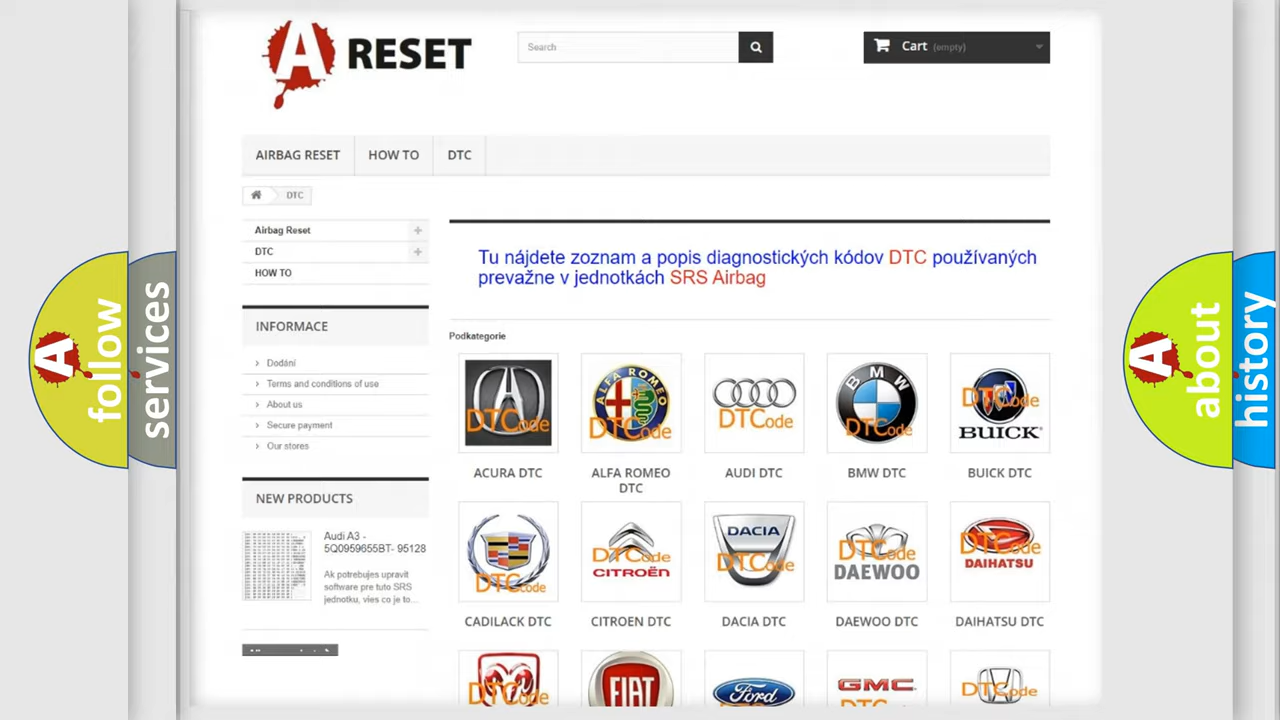 A RESET
Search
Cart (empty)
AIRBAG RESET
HOW TO
DTC
DTC
Airbag Reset
DTC
HOW TO
INFORMACE
Dodání
Terms and conditions of use
About us
Secure payment
Our stores
NEW PRODUCTS
Audi A3 -
5Q0959655BT- 95128
Ak potrebujes upravit
software pre tuto SRS
jednotku, vies co je to...
Tu nájdete zoznam a popis diagnostických kódov DTC používaných
prevažne v jednotkách SRS Airbag
Podkategorie
DTCode
ALFA ROMEO
DTCode
DTCode
BMW
DTCode
DTCode
BUICK
ACURA DTC
ALFA ROMEO
DTC
AUDI DTC
BMW DTC
BUICK DTC
DTCode
DTCode
CITROËN
DACIA
DTCode
DTCode
DAEWOO
DTCode
DAIHATSU
CADILACK DTC
CITROEN DTC
DACIA DTC
DAEWOO DTC
DAIHATSU DTC
DTCode
FIAT
Ford
GMC
DTCode
A follow
services
A about
history